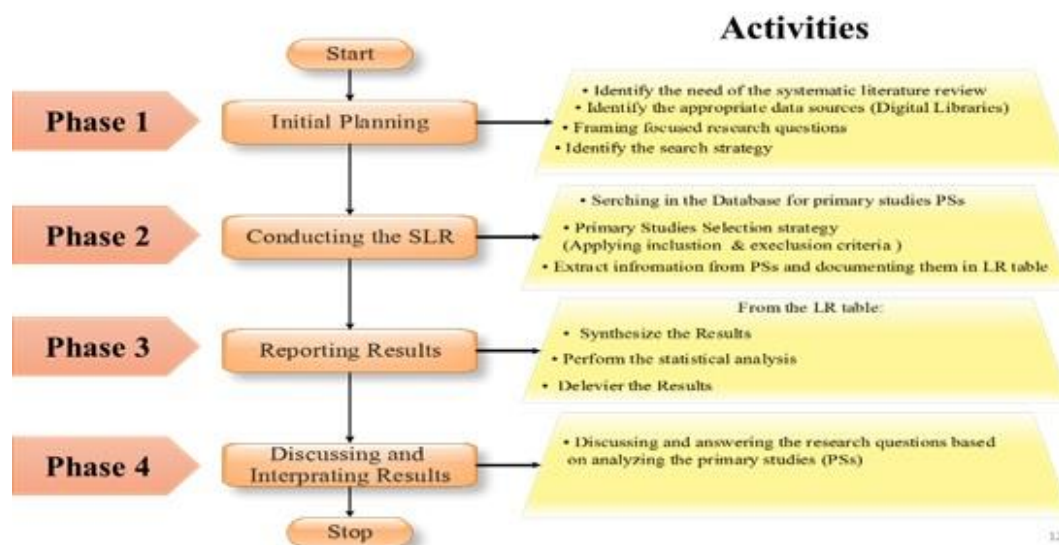 Activities
Start
Phase 1
Initial Planning
• Identify the need of the systematic literature review
• Identify the appropriate data sources (Digital Libraries)
• Framing focused research questions
• Identify the search strategy
Phase 2
Conducting the SLR
• Serching in the Database for primary studies PSs
• Primary Studies Selection strategy
(Applying inclustion & execlusion criteria )
• Extract infromation from PSs and documenting them in LR table
Phase 3
Reporting Results
From the LR table:
• Synthesize the Results
• Perform the statistical analysis
• Delevier the Results
Phase 4
Discussing and
Interprating Results
• Discussing and answering the research questions based
on analyzing the primary studies (PSs)
Stop